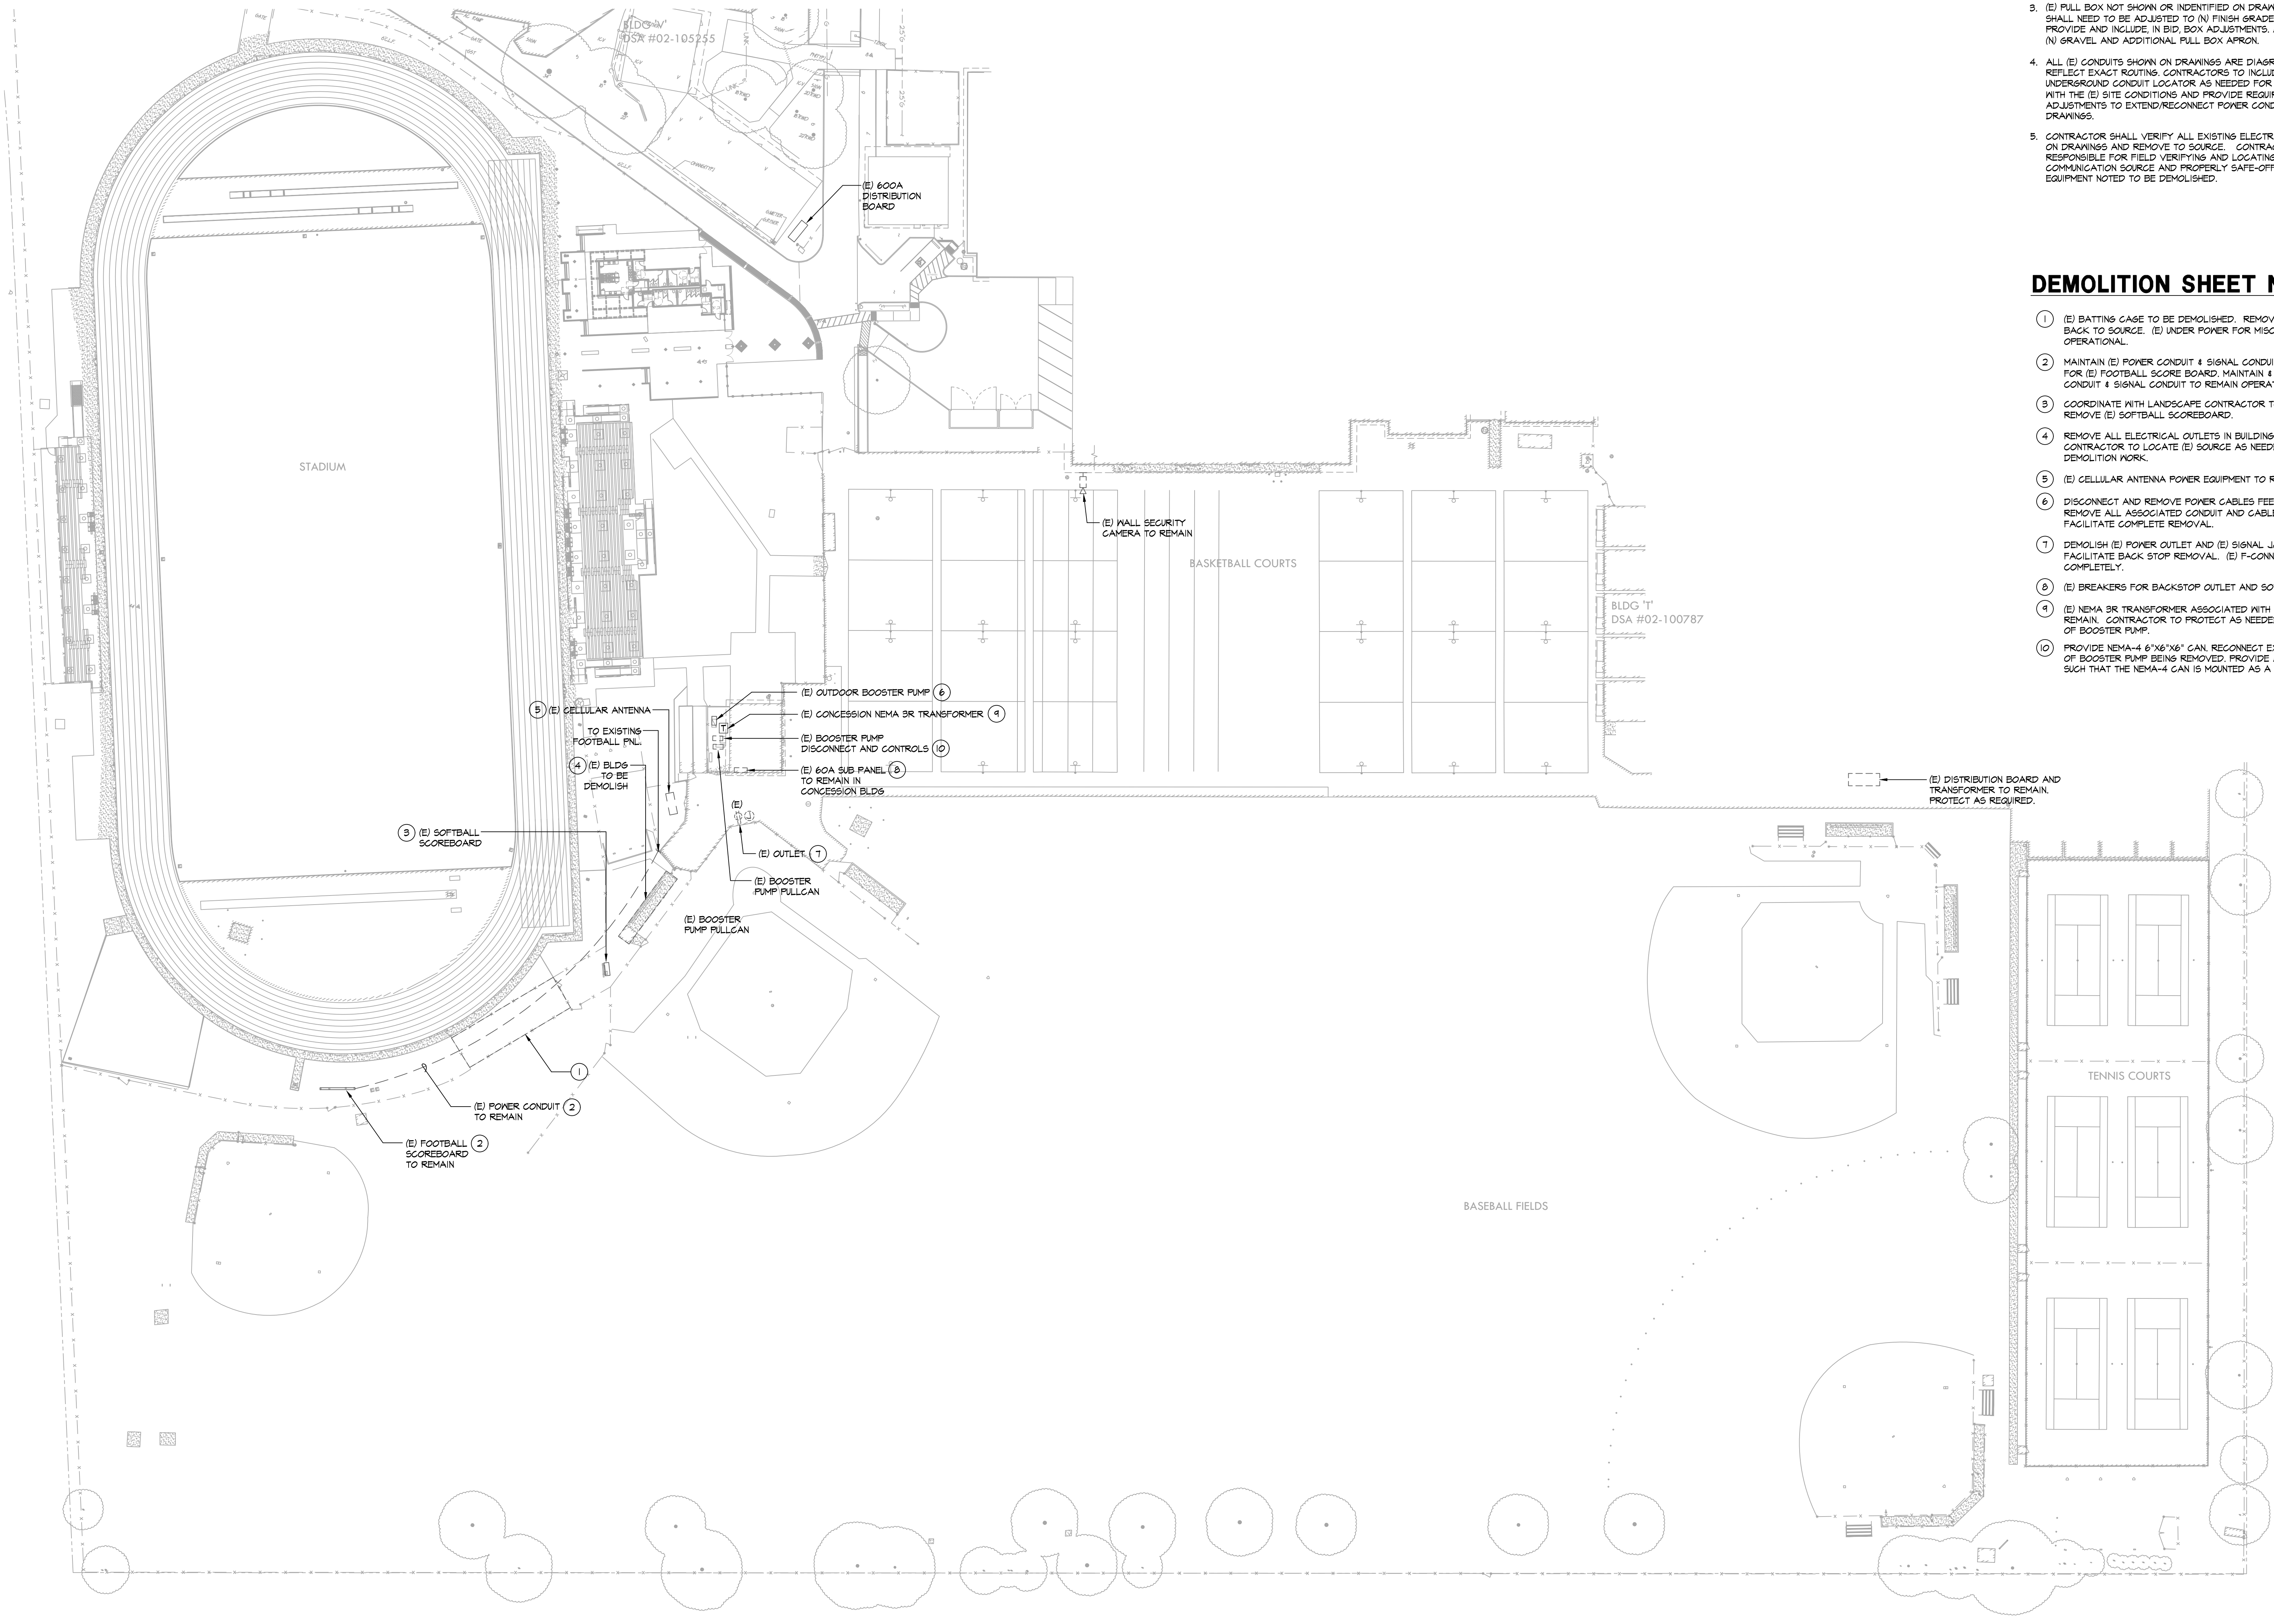 BLDG 'V'
DSA #02-105255
(E) 600A
DISTRIBUTION
BOARD
STADIUM
(E) WALL SECURITY
CAMERA TO REMAIN
BASKETBALL COURTS
BLDG 'T'
DSA #02-100787
(E) OUTDOOR BOOSTER PUMP 6
5 (E) CELLULAR ANTENNA
(E) CONCESSION NEMA 3R TRANSFORMER 9
T
TO EXISTING
FOOTBALL PNL.
(E) BOOSTER PUMP
DISCONNECT AND CONTROLS 10
4 (E) BLDG
TO BE
DEMOLISH
(E) 60A SUB PANEL 8
TO REMAIN IN
CONCESSION BLDG
(E)
(E) DISTRIBUTION BOARD AND
TRANSFORMER TO REMAIN.
PROTECT AS REQUIRED.
3 (E) SOFTBALL
SCOREBOARD
(E) OUTLET 7
(E) BOOSTER
PUMP PULLCAN
(E) BOOSTER
PUMP PULLCAN
1
(E) POWER CONDUIT 2
TO REMAIN
(E) FOOTBALL 2
SCOREBOARD
TO REMAIN
TENNIS COURTS
BASEBALL FIELDS
3. (E) PULL BOX NOT SHOWN OR INDENTIFIED ON DRAW
SHALL NEED TO BE ADJUSTED TO (N) FINISH GRADE
PROVIDE AND INCLUDE, IN BID, BOX ADJUSTMENTS.
(N) GRAVEL AND ADDITIONAL PULL BOX APRON.
4. ALL (E) CONDUITS SHOWN ON DRAWINGS ARE DIAGR
REFLECT EXACT ROUTING. CONTRACTORS TO INCLU
UNDERGROUND CONDUIT LOCATOR AS NEEDED FOR
WITH THE (E) SITE CONDITIONS AND PROVIDE REQUI
ADJUSTMENTS TO EXTEND/RECONNECT POWER COND
DRAWINGS.
5. CONTRACTOR SHALL VERIFY ALL EXISTING ELECTR
ON DRAWINGS AND REMOVE TO SOURCE. CONTRA
RESPONSIBLE FOR FIELD VERIFYING AND LOCATING
COMMUNICATION SOURCE AND PROPERLY SAFE-OFF
EQUIPMENT NOTED TO BE DEMOLISHED.
DEMOLITION SHEET N
1 (E) BATTING CAGE TO BE DEMOLISHED. REMOV
BACK TO SOURCE. (E) UNDER POWER FOR MISC
OPERATIONAL.
2 MAINTAIN (E) POWER CONDUIT & SIGNAL CONDUI
FOR (E) FOOTBALL SCORE BOARD. MAINTAIN &
CONDUIT & SIGNAL CONDUIT TO REMAIN OPERA
3 COORDINATE WITH LANDSCAPE CONTRACTOR T
REMOVE (E) SOFTBALL SCOREBOARD.
4 REMOVE ALL ELECTRICAL OUTLETS IN BUILDING
CONTRACTOR TO LOCATE (E) SOURCE AS NEED
DEMOLITION WORK.
5 (E) CELLULAR ANTENNA POWER EQUIPMENT TO R
6 DISCONNECT AND REMOVE POWER CABLES FEE
REMOVE ALL ASSOCIATED CONDUIT AND CABLE
FACILITATE COMPLETE REMOVAL.
7 DEMOLISH (E) POWER OUTLET AND (E) SIGNAL JA
FACILITATE BACK STOP REMOVAL. (E) F-CONN
COMPLETELY.
8 (E) BREAKERS FOR BACKSTOP OUTLET AND SO
9 (E) NEMA 3R TRANSFORMER ASSOCIATED WITH
REMAIN. CONTRACTOR TO PROTECT AS NEEDE
OF BOOSTER PUMP.
10 PROVIDE NEMA-4 6"X6"X6" CAN. RECONNECT E
OF BOOSTER PUMP BEING REMOVED. PROVIDE
SUCH THAT THE NEMA-4 CAN IS MOUNTED AS A